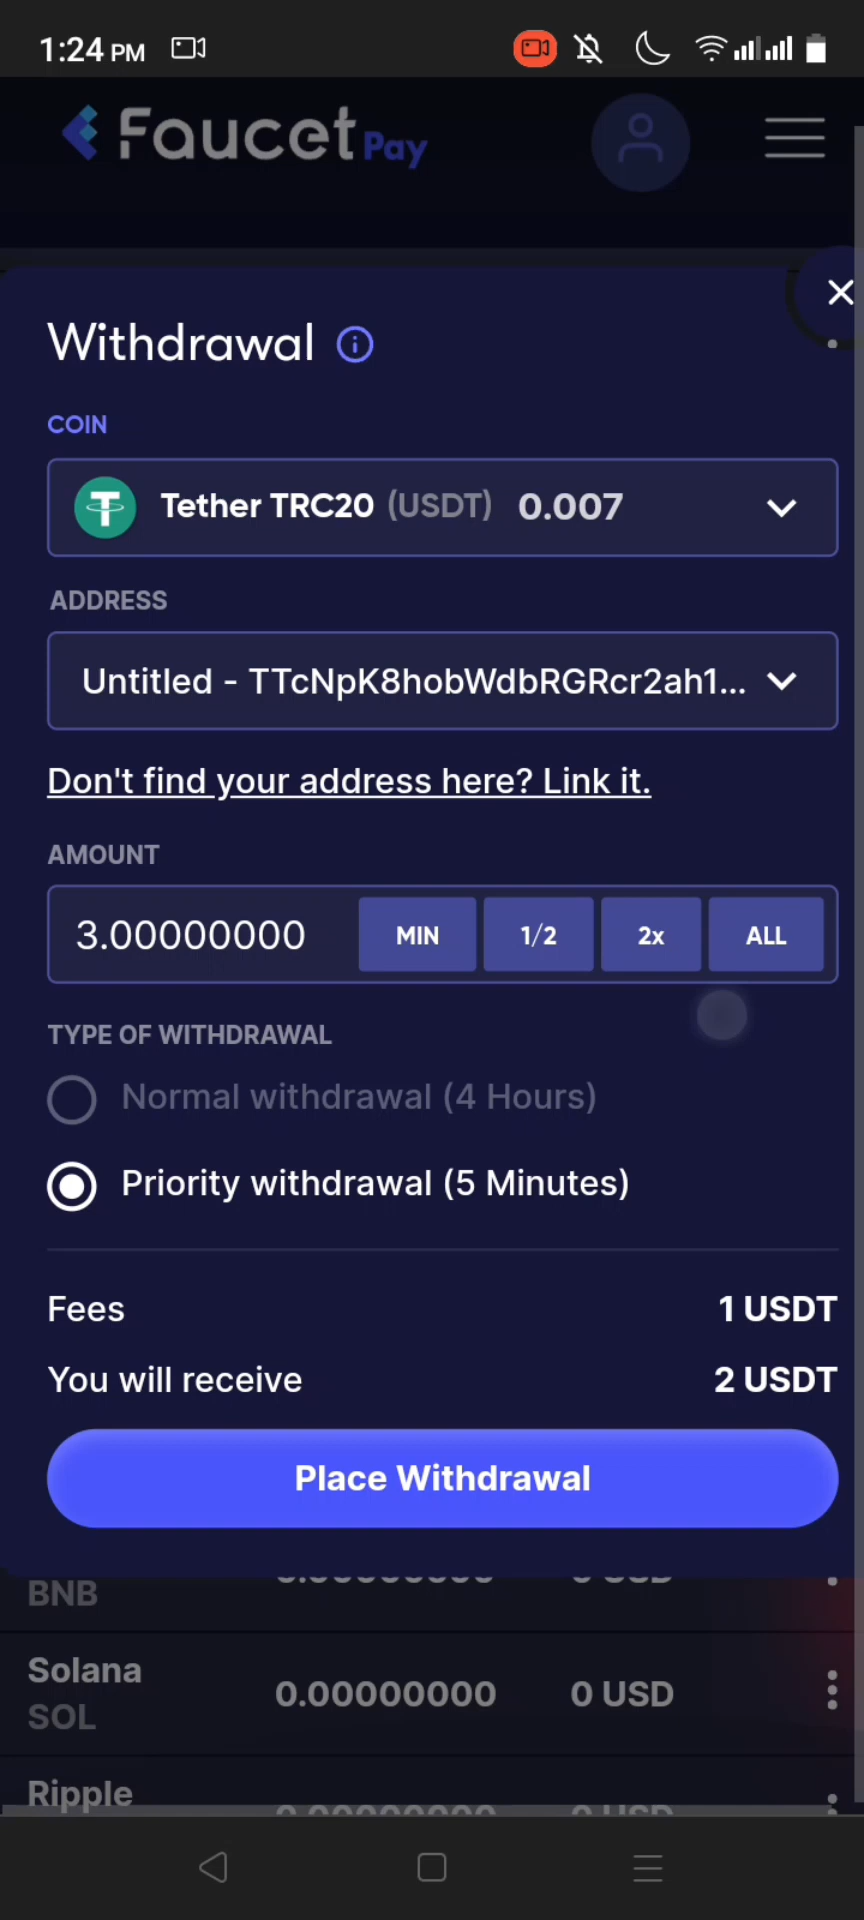 1:24 PM
Faucet Pay
Withdrawal
COIN
Tether TRC20 (USDT) 0.007
ADDRESS
Untitled - TTcNpK8hobWdbRGRcr2ah1...
Don't find your address here? Link it.
AMOUNT
3.00000000 MIN 1/2 2x ALL
TYPE OF WITHDRAWAL
Normal withdrawal (4 Hours)
Priority withdrawal (5 Minutes)
Fees 1 USDT
You will receive 2 USDT
Place Withdrawal
BNB
Solana
SOL 0.00000000 0 USD
Ripple